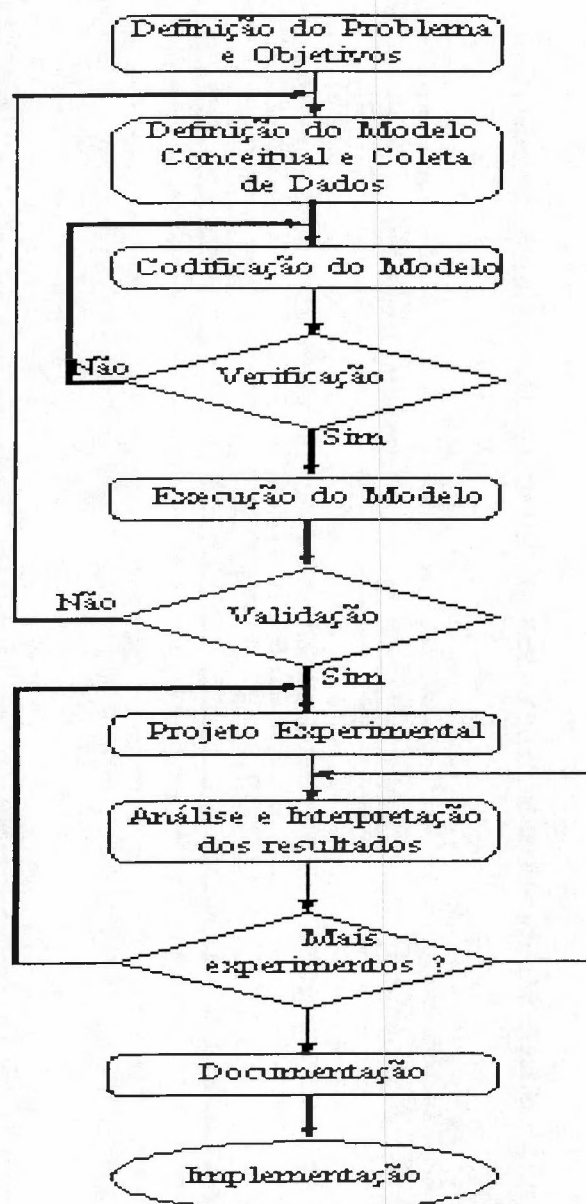 Definição do Problema
e Objetivos
Definição do Modelo
Conceitual e Coleta
de Dados
Codificação do Modelo
Não
Verificação
Sim
Execução do Modelo
Não
Validação
Sim
Projeto Experimental
Análise e Interpretação
dos resultados
Mais
experimentos ?
Documentação
Implementação